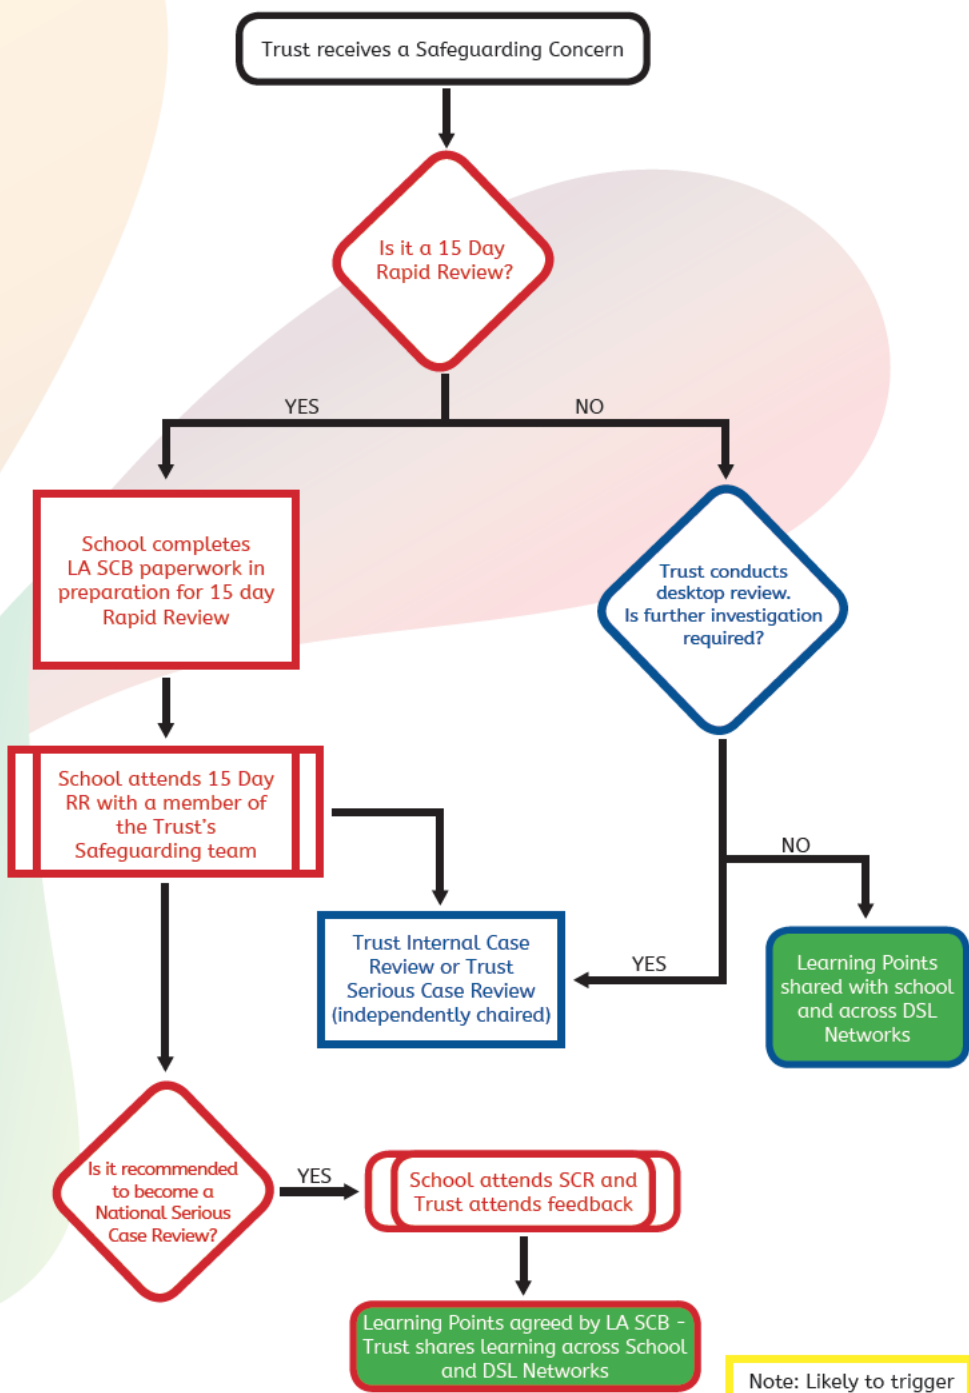 Trust receives a Safeguarding Concern
Is it a 15 Day
Rapid Review?
YES
NO
School completes
LA SCB paperwork in
preparation for 15 day
Rapid Review
Trust conducts
desktop review.
Is further investigation
required?
School attends 15 Day
RR with a member of
the Trust's
Safeguarding team
NO
Trust Internal Case
Review or Trust
Serious Case Review
(independently chaired)
YES
Learning Points
shared with school
and across DSL
Networks
Is it recommended
to become a
National Serious
Case Review?
YES
School attends SCR and
Trust attends feedback
Learning Points agreed by LA SCB -
Trust shares learning across School
and DSL Networks
Note: Likely to trigger